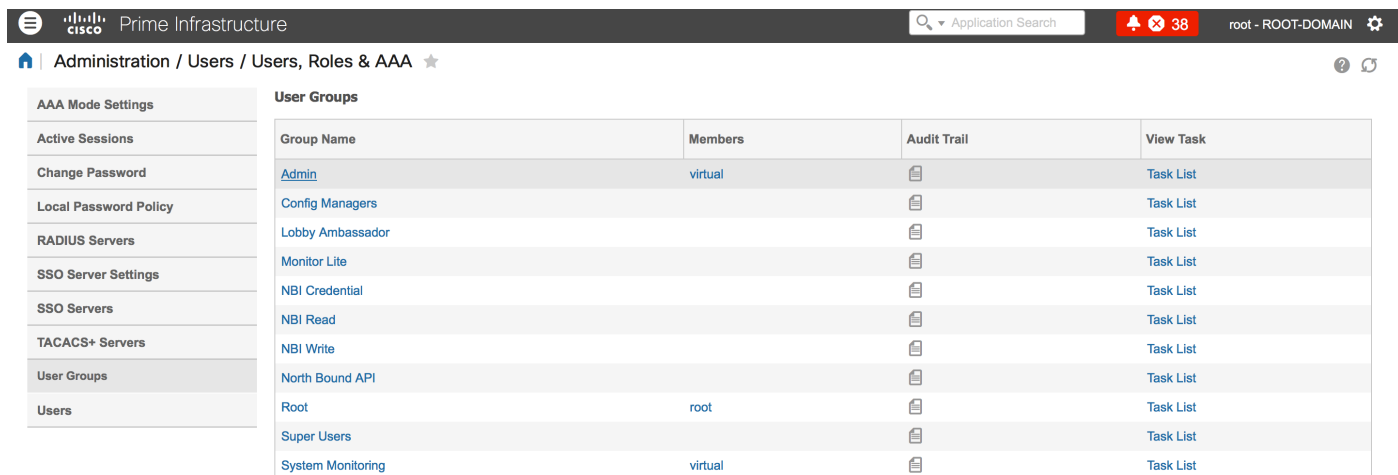 cisco Prime Infrastructure Application Search 38 root - ROOT-DOMAIN
Administration / Users / Users, Roles & AAA
AAA Mode Settings
Active Sessions
Change Password
Local Password Policy
RADIUS Servers
SSO Server Settings
SSO Servers
TACACS+ Servers
User Groups
Users
User Groups
Group Name Members Audit Trail View Task
Admin virtual Task List
Config Managers Task List
Lobby Ambassador Task List
Monitor Lite Task List
NBI Credential Task List
NBI Read Task List
NBI Write Task List
North Bound API Task List
Root root Task List
Super Users Task List
System Monitoring virtual Task List